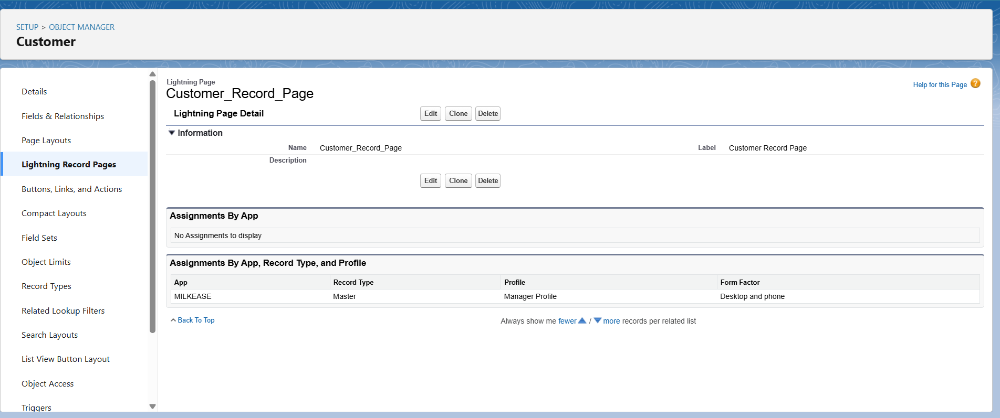 SETUP > OBJECT MANAGER
Customer
Details
Fields & Relationships
Page Layouts
Lightning Record Pages
Buttons, Links, and Actions
Compact Layouts
Field Sets
Object Limits
Record Types
Related Lookup Filters
Search Layouts
List View Button Layout
Object Access
Triggers
Lightning Page
Customer_Record_Page
Help for this Page ?
Lightning Page Detail
Edit Clone Delete
Information
Name Customer_Record_Page Label Customer Record Page
Description
Edit Clone Delete
Assignments By App
No Assignments to display
Assignments By App, Record Type, and Profile
App Record Type Profile Form Factor
MILKEASE Master Manager Profile Desktop and phone
Back To Top Always show me fewer / more records per related list